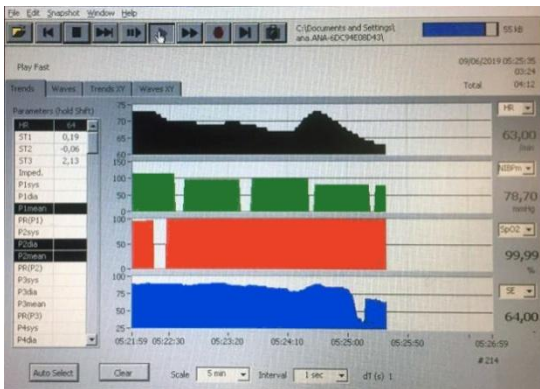 File Edit Snapshot Window Help
C:\Documents and Settings\
ana.ANA-6DC94E08D43\
55 kB
Play Fast
09/06/2019 05:25:35
03:24
Total 04:12
Trends Waves Trends XY Waves XY
Parameters (hold Shift)
HR 64
ST1 0,19
ST2 -0,06
ST3 2,13
Imped.
P1sys
P1dia
P1mean
PR(P1)
P2sys
P2dia
P2mean
PR(P2)
P3sys
P3dia
P3mean
PR(P3)
P4sys
P4dia
75
70
65
60
HR
63,00
/min
150
100
50
0
NIBPm
78,70
mmHg
100
50
0
SpO2
99,99
%
100
75
50
25
SE
64,00
05:21:59 05:22:30 05:23:20 05:24:10 05:25:00 05:25:50 05:26:59
# 214
Auto Select Clear Scale 5 min Interval 1 sec dT (s) 1